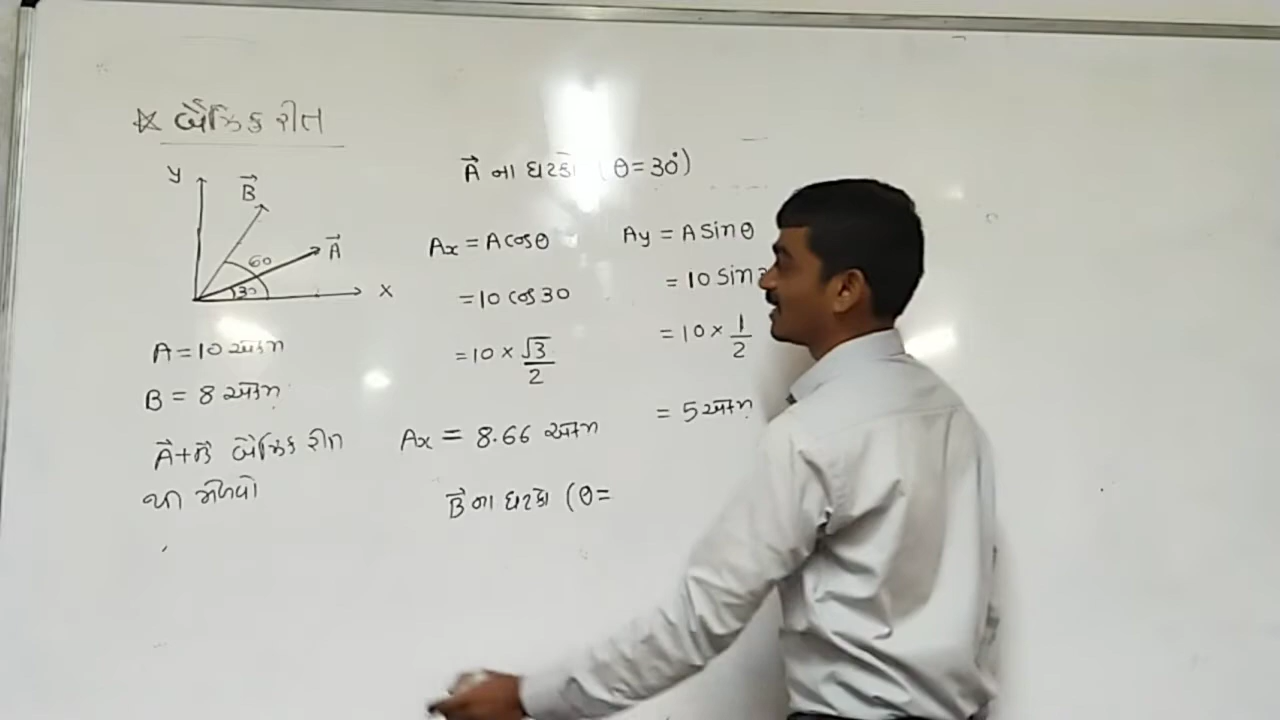 ☆ બૈજિક રીત
y
B⃗
A⃗
60
30
x
A = 10 એકમ
B = 8 એકમ
A⃗+B⃗ બૈજિક રીત
થી મેળવો
A⃗ ના ઘટકો (θ = 30°)
Ax = A cosθ
= 10 cos 30
= 10 × √3/2
Ax = 8.66 એકમ
Ay = A sinθ
= 10 sin
= 10 × 1/2
= 5 એકમ
B⃗ ના ઘટકો (θ =